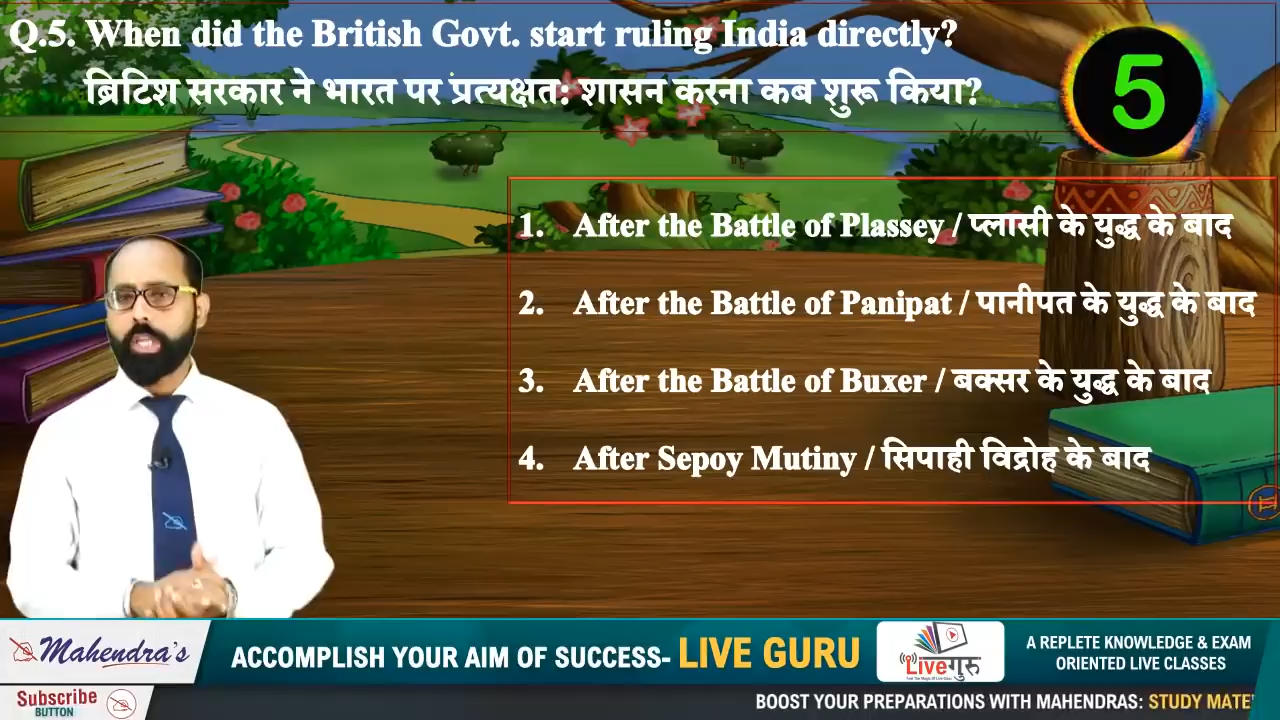 Q.5. When did the British Govt. start ruling India directly?
ब्रिटिश सरकार ने भारत पर प्रत्यक्षत: शासन करना कब शुरू किया?
5
1. After the Battle of Plassey / प्लासी के युद्ध के बाद
2. After the Battle of Panipat / पानीपत के युद्ध के बाद
3. After the Battle of Buxer / बक्सर के युद्ध के बाद
4. After Sepoy Mutiny / सिपाही विद्रोह के बाद
Mahendra's
ACCOMPLISH YOUR AIM OF SUCCESS- LIVE GURU
Liveगुरु
A REPLETE KNOWLEDGE & EXAM
ORIENTED LIVE CLASSES
Subscribe
BUTTON
BOOST YOUR PREPARATIONS WITH MAHENDRAS: STUDY MATE